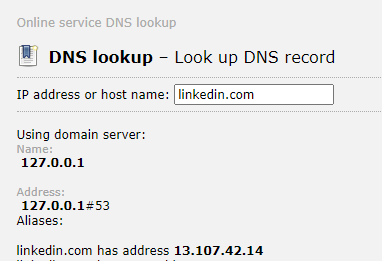 Online service DNS lookup
DNS lookup – Look up DNS record
IP address or host name: linkedin.com
Using domain server:
Name:
127.0.0.1
Address:
127.0.0.1#53
Aliases:
linkedin.com has address 13.107.42.14